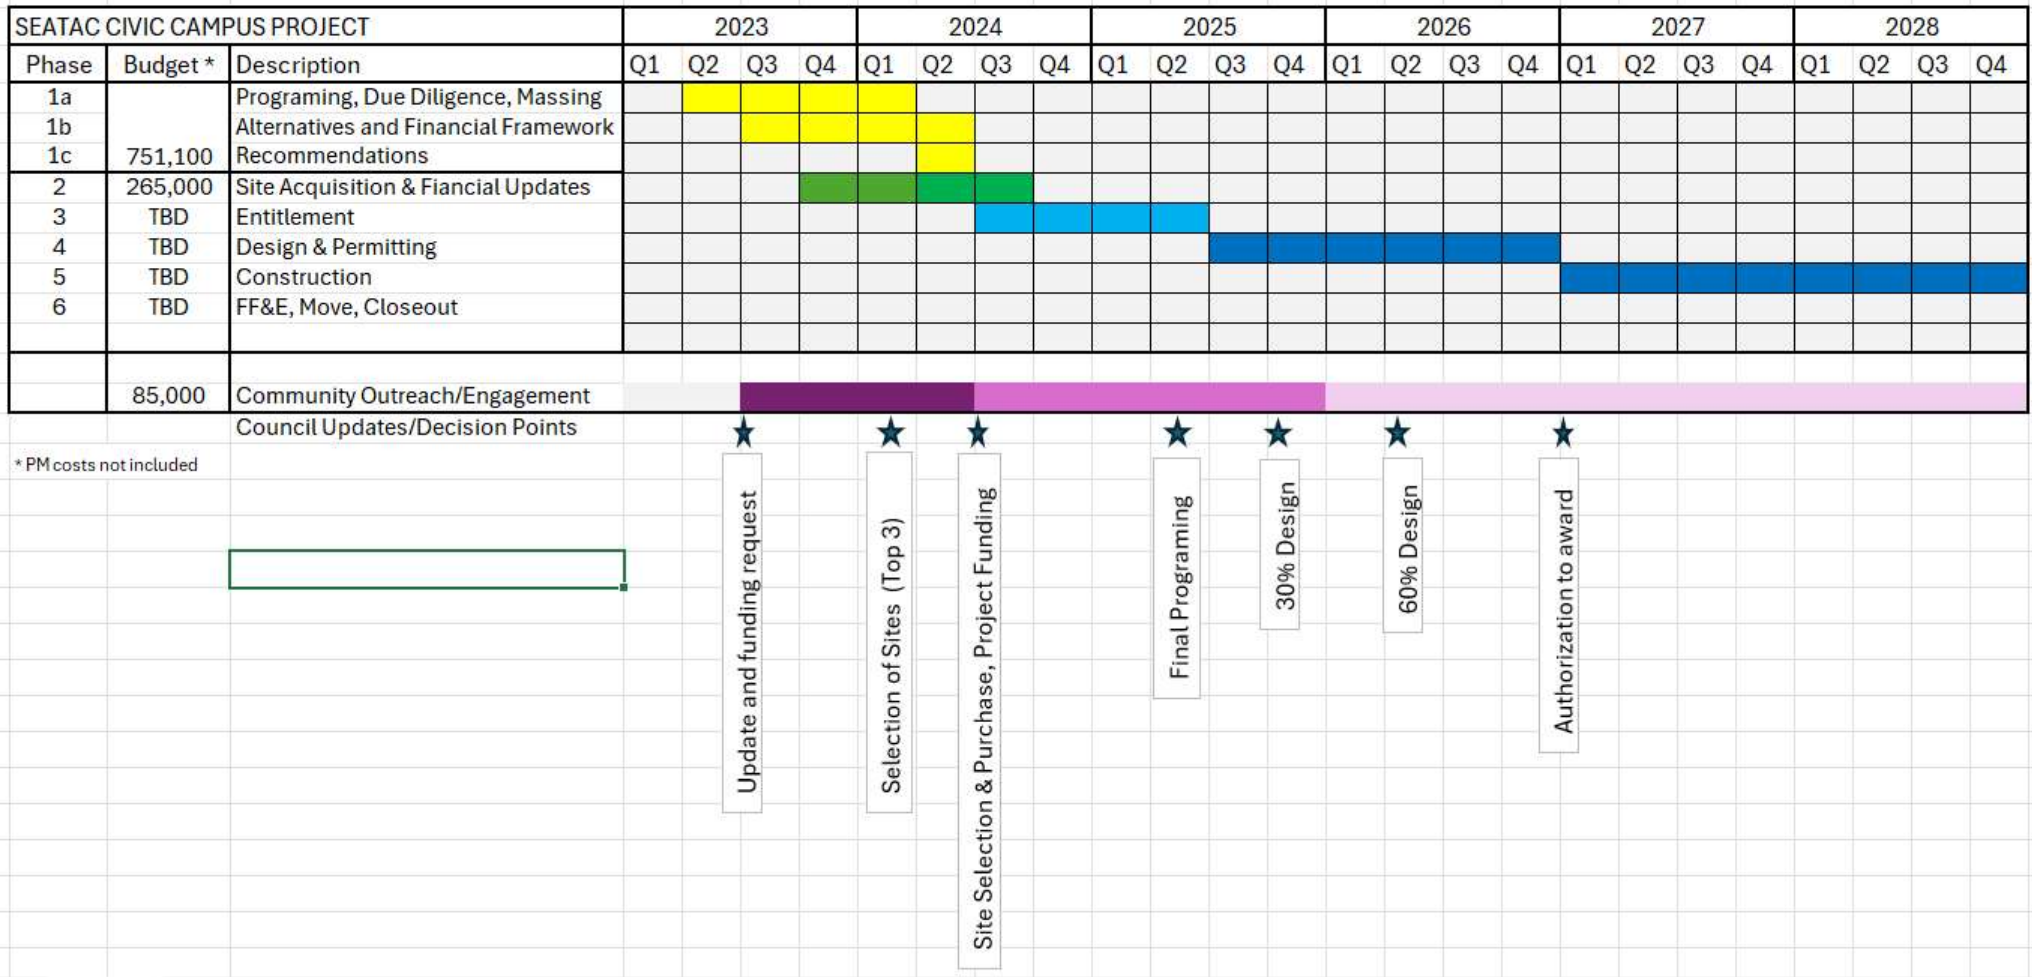 SEATAC CIVIC CAMPUS PROJECT 2023 2024 2025 2026 2027 2028
Phase Budget * Description Q1 Q2 Q3 Q4 Q1 Q2 Q3 Q4 Q1 Q2 Q3 Q4 Q1 Q2 Q3 Q4 Q1 Q2 Q3 Q4 Q1 Q2 Q3 Q4
1a Programing, Due Diligence, Massing
1b Alternatives and Financial Framework
1c 751,100 Recommendations
2 265,000 Site Acquisition & Fiancial Updates
3 TBD Entitlement
4 TBD Design & Permitting
5 TBD Construction
6 TBD FF&E, Move, Closeout
85,000 Community Outreach/Engagement
Council Updates/Decision Points
* PM costs not included
Update and funding request
Selection of Sites (Top 3)
Site Selection & Purchase, Project Funding
Final Programing
30% Design
60% Design
Authorization to award